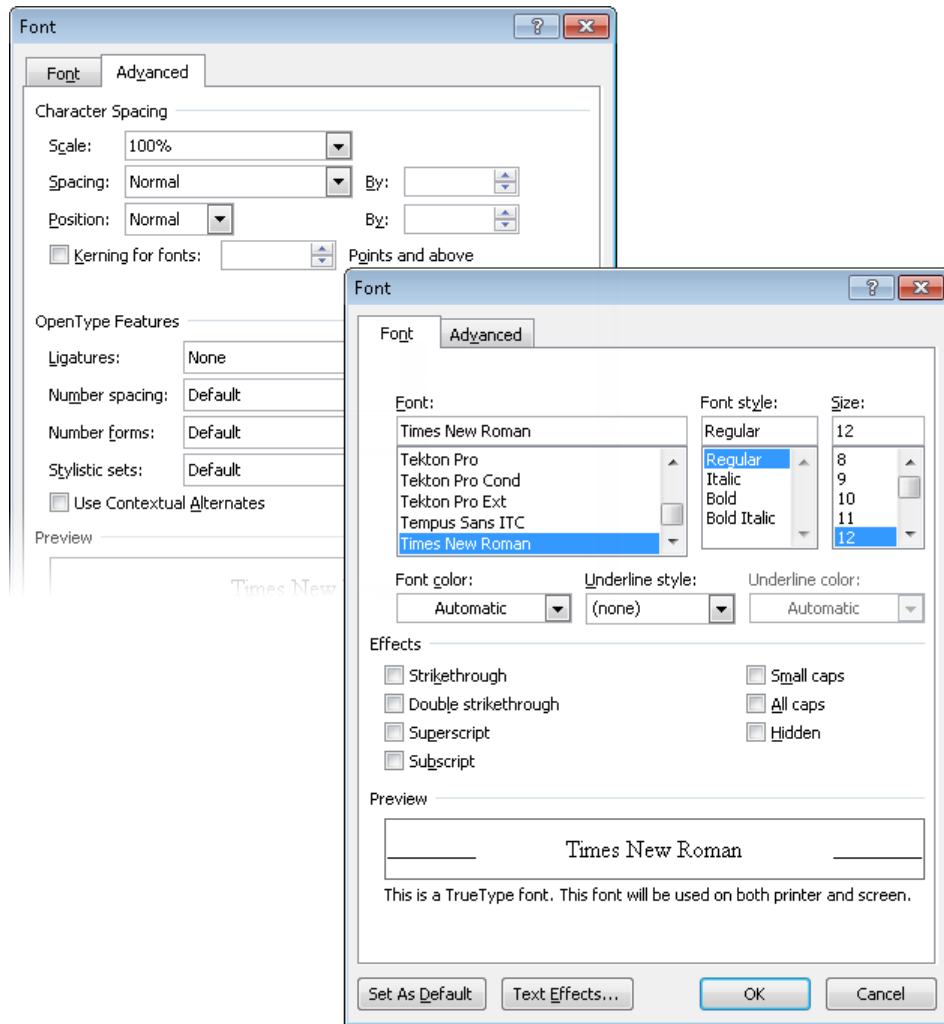 Font
Font Advanced
Character Spacing
Scale: 100%
Spacing: Normal By:
Position: Normal By:
Kerning for fonts: Points and above
OpenType Features
Ligatures: None
Number spacing: Default
Number forms: Default
Stylistic sets: Default
Use Contextual Alternates
Preview
Times New
Font
Font Advanced
Font: Font style: Size:
Times New Roman Regular 12
Tekton Pro Regular 8
Tekton Pro Cond Italic 9
Tekton Pro Ext Bold 10
Tempus Sans ITC Bold Italic 11
Times New Roman 12
Font color: Underline style: Underline color:
Automatic (none) Automatic
Effects
Strikethrough Small caps
Double strikethrough All caps
Superscript Hidden
Subscript
Preview
Times New Roman
This is a TrueType font. This font will be used on both printer and screen.
Set As Default Text Effects... OK Cancel